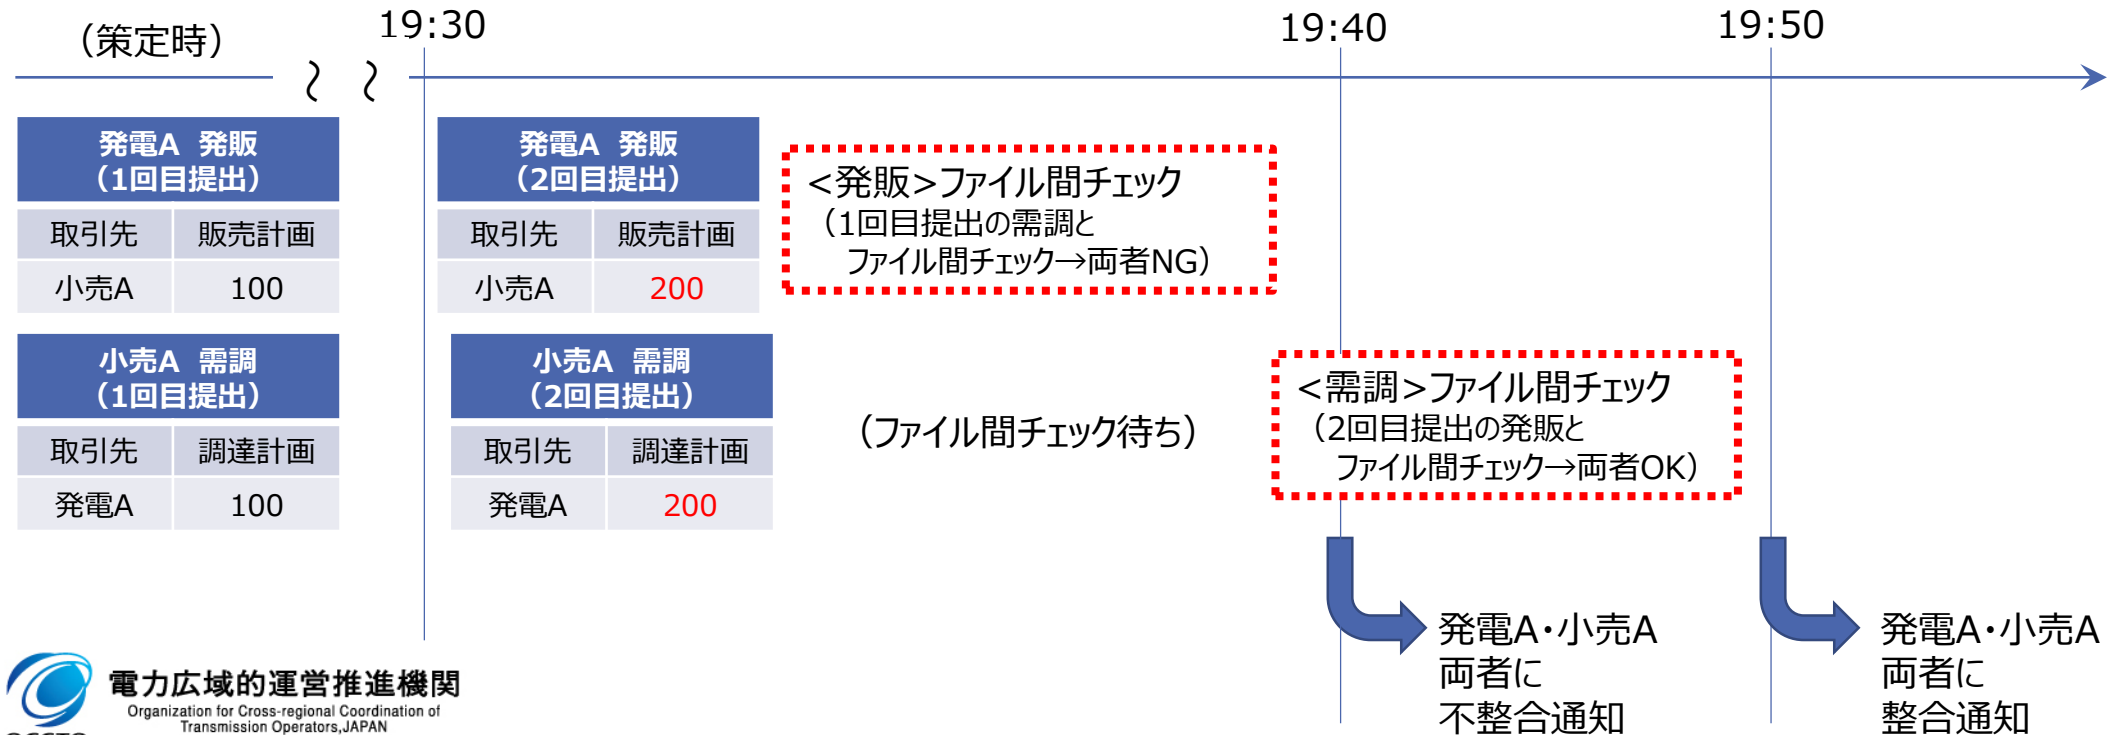 （策定時）
19:30
19:40
19:50
発電A 発販
（1回目提出）
取引先 販売計画
小売A 100
小売A 需調
（1回目提出）
取引先 調達計画
発電A 100
発電A 発販
（2回目提出）
取引先 販売計画
小売A 200
小売A 需調
（2回目提出）
取引先 調達計画
発電A 200
<発販>ファイル間チェック
（1回目提出の需調と
ファイル間チェック→両者NG）
（ファイル間チェック待ち）
<需調>ファイル間チェック
（2回目提出の発販と
ファイル間チェック→両者OK）
発電A・小売A
両者に
不整合通知
発電A・小売A
両者に
整合通知
電力広域的運営推進機関
Organization for Cross-regional Coordination of
Transmission Operators,JAPAN